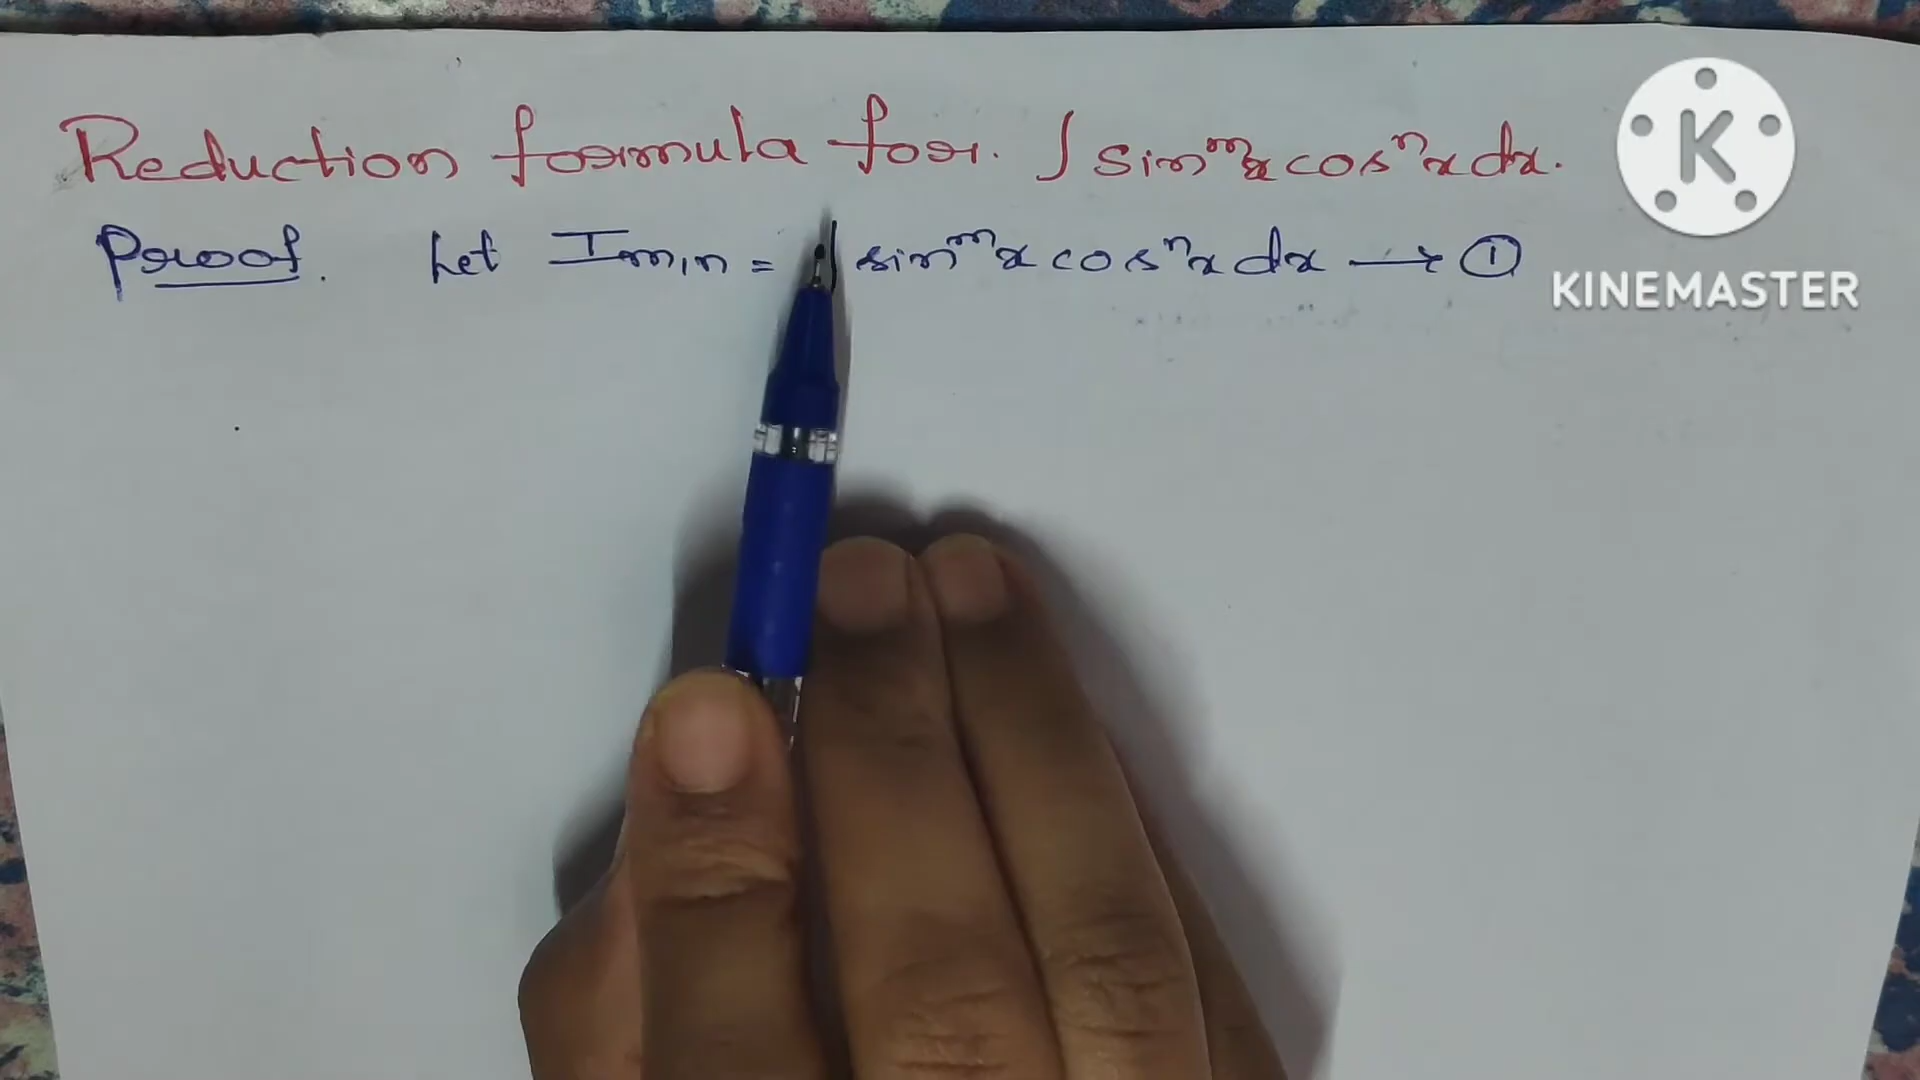 Reduction formula for. ∫ sinᵐx cosⁿx dx.
Proof. Let Im,n = ∫ sinᵐx cosⁿx dx → ①
K
KINEMASTER